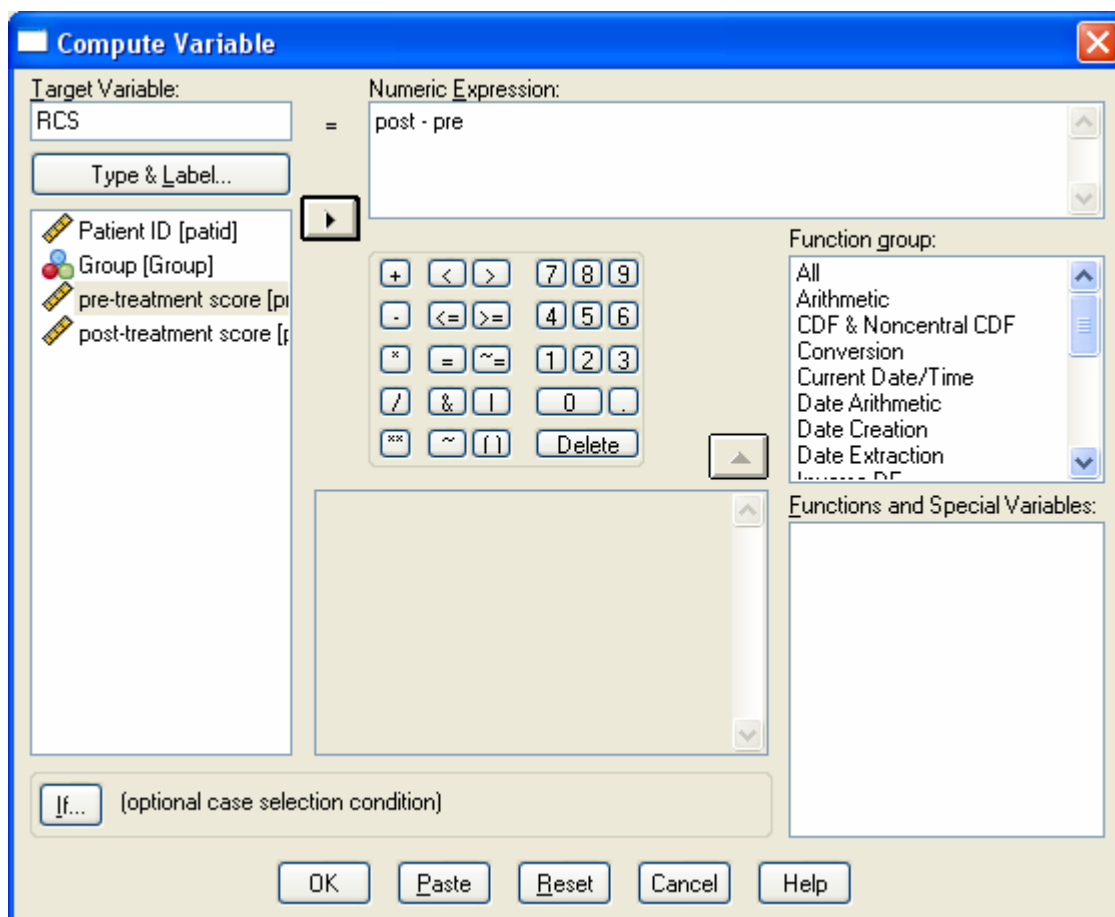 Compute Variable
Target Variable:
RCS
=
Numeric Expression:
post - pre
Type & Label...
Patient ID [patid]
Group [Group]
pre-treatment score [pr
post-treatment score [p
+ < > 7 8 9
- <= >= 4 5 6
* = ~= 1 2 3
/ & | 0 .
** ~ ( ) Delete
Function group:
All
Arithmetic
CDF & Noncentral CDF
Conversion
Current Date/Time
Date Arithmetic
Date Creation
Date Extraction
Functions and Special Variables:
If...
(optional case selection condition)
OK
Paste
Reset
Cancel
Help